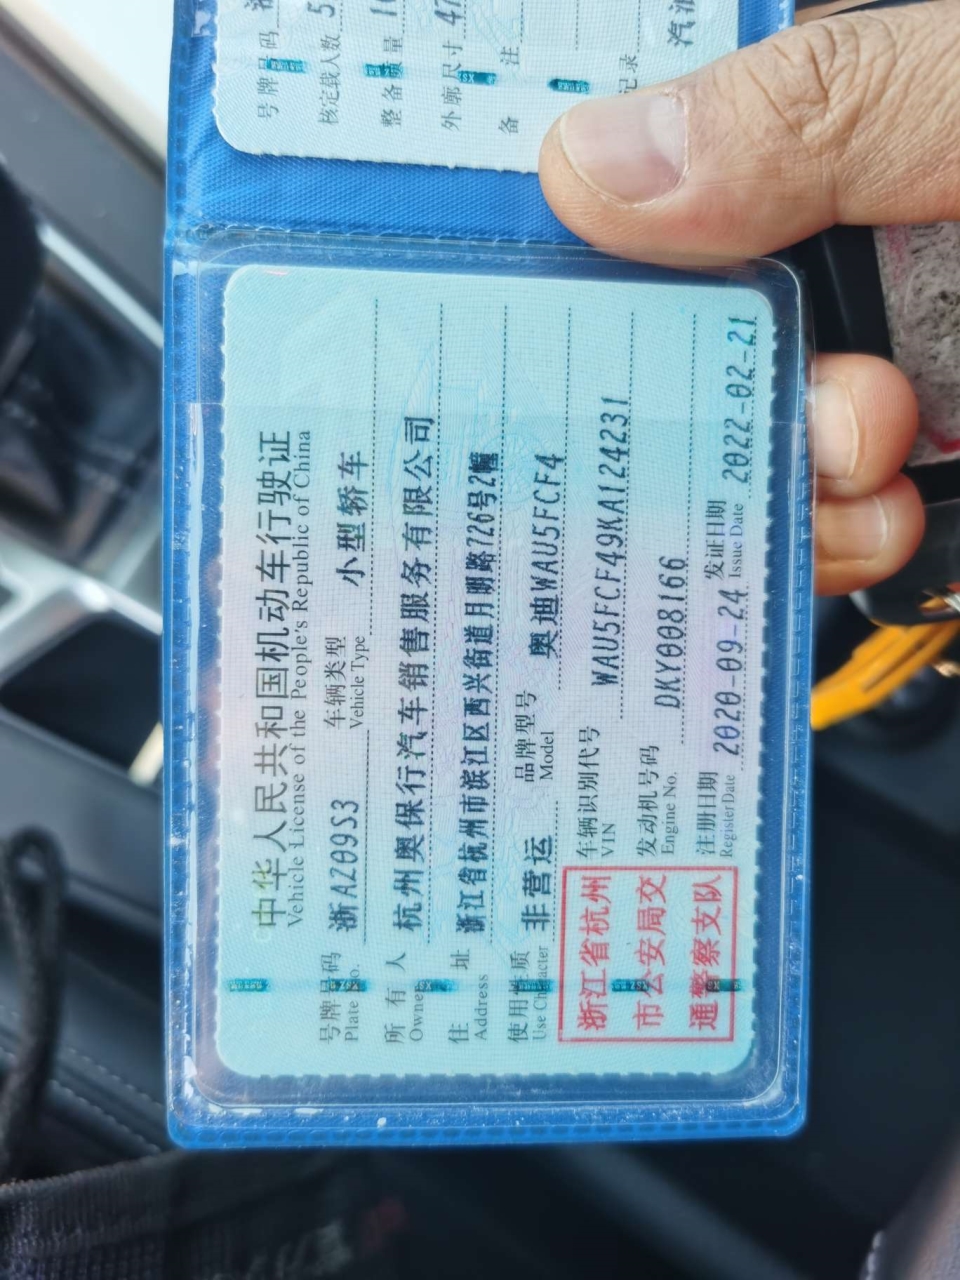 中华人民共和国机动车行驶证
Vehicle License of the People's Republic of China
号牌号码 浙AZ09S3 车辆类型 小型轿车
Plate No. Vehicle Type
所有人 杭州奥保行汽车销售服务有限公司
Owner
住址 浙江省杭州市滨江区西兴街道月明路726号2幢
Address
使用性质 非营运 品牌型号 奥迪WAU5FCF4
Use Character Model
浙江省杭州
市公安局交
通警察支队
车辆识别代号 WAU5FCF49KA124231
VIN
发动机号码 DKY008166
Engine No.
注册日期 2020-09-24 发证日期 2022-02-21
Register Date Issue Date
号牌号码
核定载人数 5
整备质量
外廓尺寸 47
备注
记录